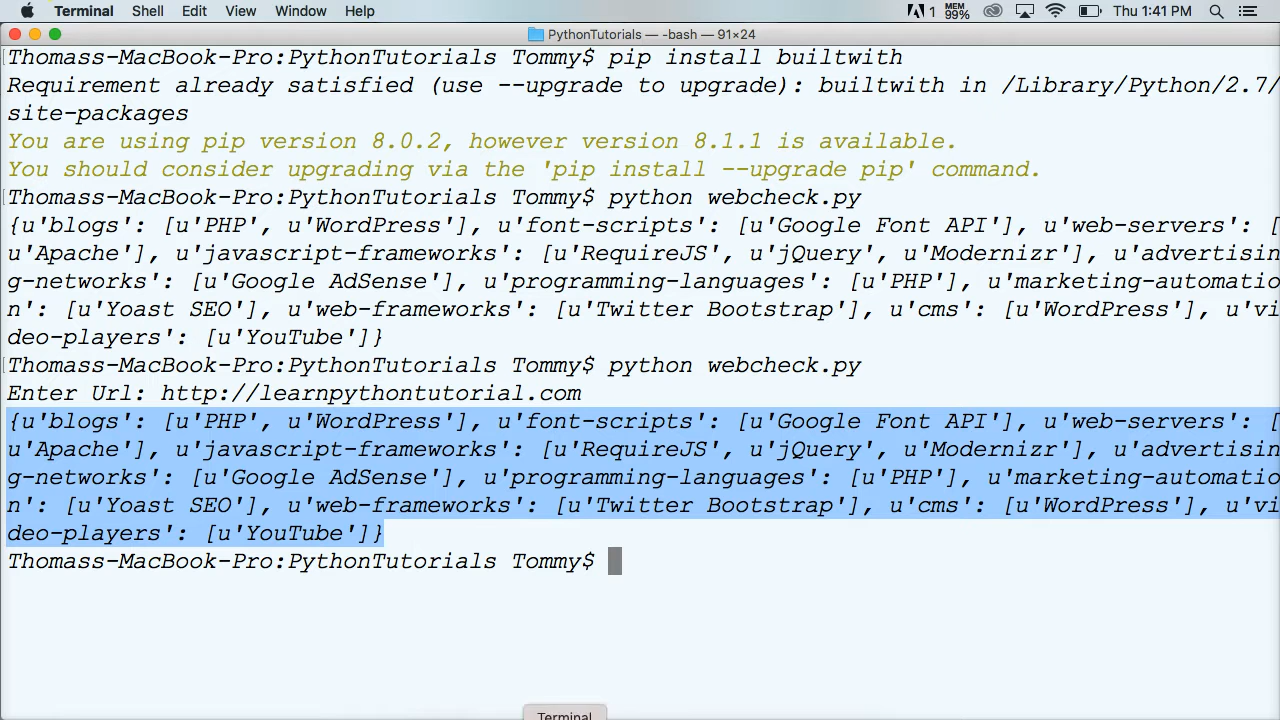 Terminal Shell Edit View Window Help 1 MEM 99% Thu 1:41 PM
PythonTutorials — -bash — 91×24
Thomass-MacBook-Pro:PythonTutorials Tommy$ pip install builtwith
Requirement already satisfied (use --upgrade to upgrade): builtwith in /Library/Python/2.7/
site-packages
You are using pip version 8.0.2, however version 8.1.1 is available.
You should consider upgrading via the 'pip install --upgrade pip' command.
Thomass-MacBook-Pro:PythonTutorials Tommy$ python webcheck.py
{u'blogs': [u'PHP', u'WordPress'], u'font-scripts': [u'Google Font API'], u'web-servers': [
u'Apache'], u'javascript-frameworks': [u'RequireJS', u'jQuery', u'Modernizr'], u'advertisin
g-networks': [u'Google AdSense'], u'programming-languages': [u'PHP'], u'marketing-automatio
n': [u'Yoast SEO'], u'web-frameworks': [u'Twitter Bootstrap'], u'cms': [u'WordPress'], u'vi
deo-players': [u'YouTube']}
Thomass-MacBook-Pro:PythonTutorials Tommy$ python webcheck.py
Enter Url: http://learnpythontutorial.com
{u'blogs': [u'PHP', u'WordPress'], u'font-scripts': [u'Google Font API'], u'web-servers': [
u'Apache'], u'javascript-frameworks': [u'RequireJS', u'jQuery', u'Modernizr'], u'advertisin
g-networks': [u'Google AdSense'], u'programming-languages': [u'PHP'], u'marketing-automatio
n': [u'Yoast SEO'], u'web-frameworks': [u'Twitter Bootstrap'], u'cms': [u'WordPress'], u'vi
deo-players': [u'YouTube']}
Thomass-MacBook-Pro:PythonTutorials Tommy$
Terminal